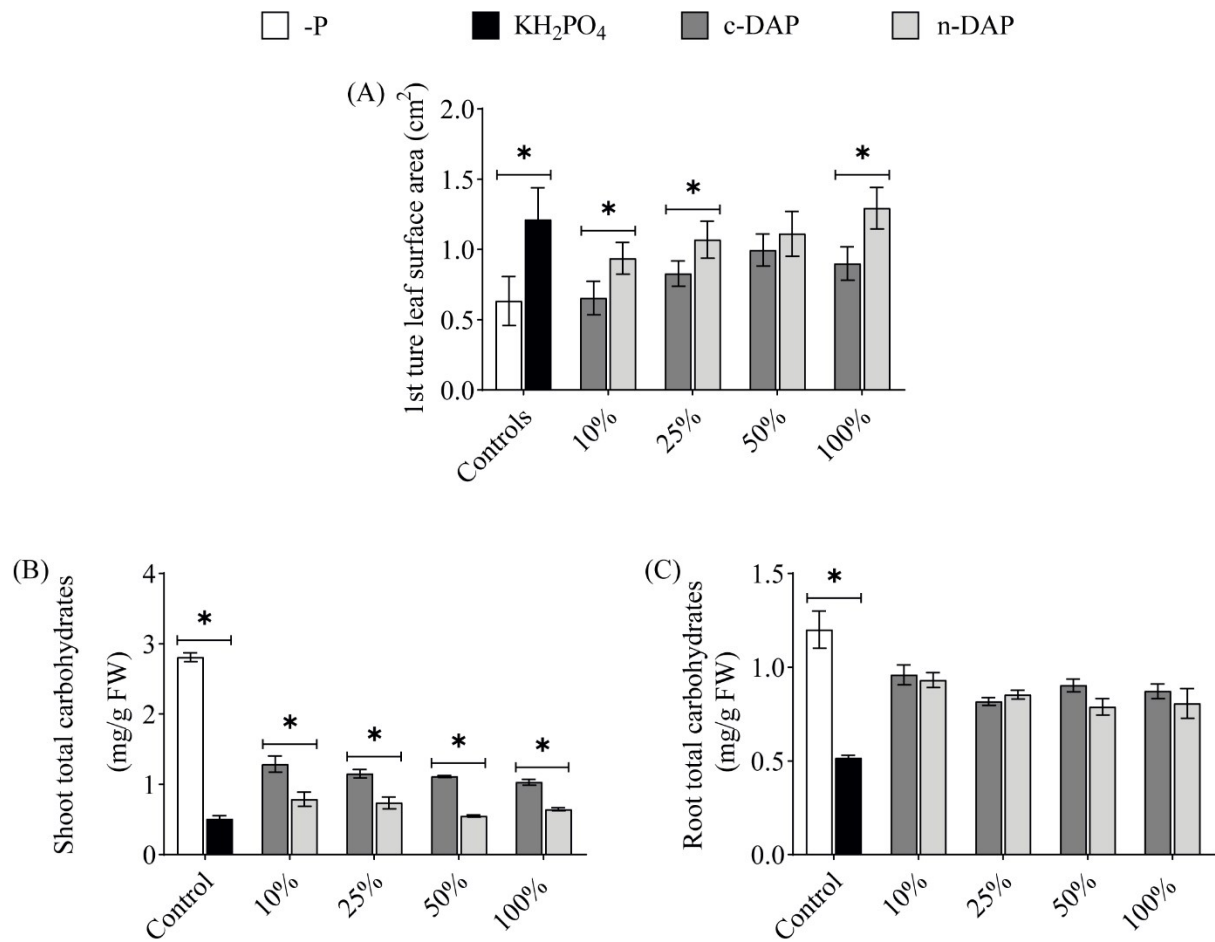 -P KH₂PO₄ c-DAP n-DAP
(A)
1st ture leaf surface area (cm²)
2.0
1.5
1.0
0.5
0.0
* * * *
Controls 10% 25% 50% 100%
(B)
Shoot total carbohydrates
(mg/g FW)
4
3
2
1
0
* * * * *
Control 10% 25% 50% 100%
(C)
Root total carbohydrates
(mg/g FW)
1.5
1.0
0.5
0.0
*
Control 10% 25% 50% 100%